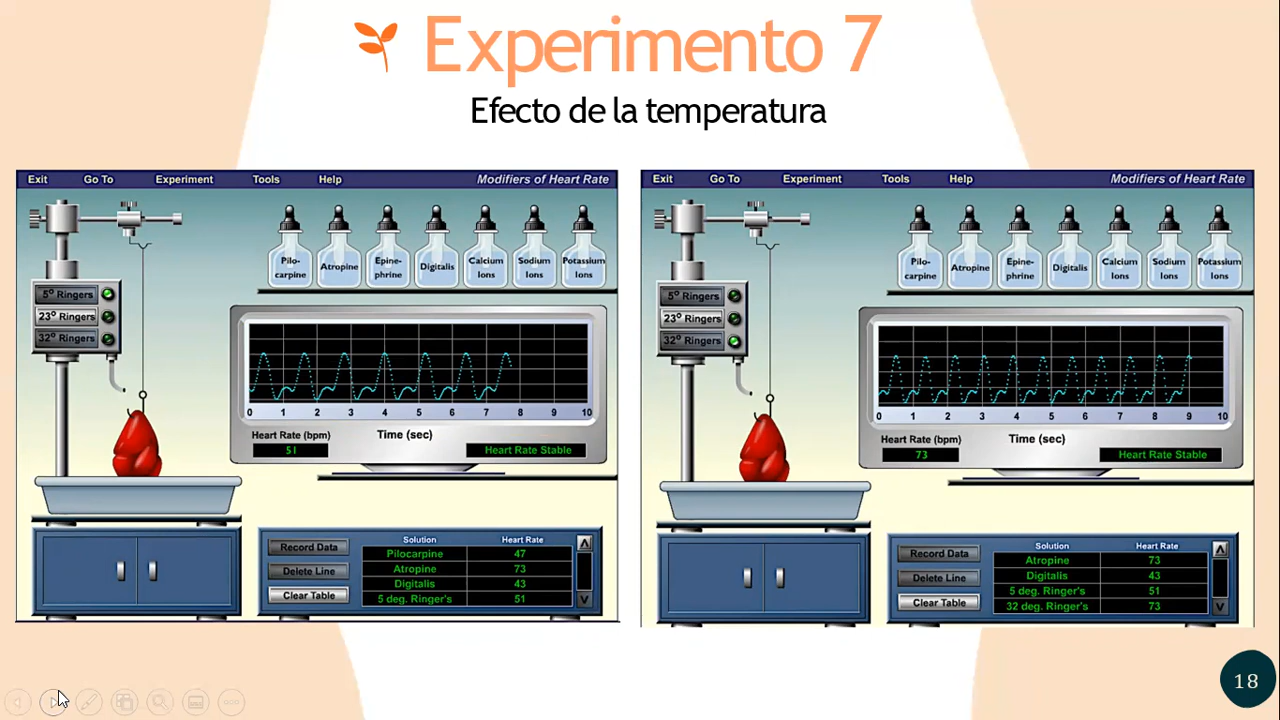 Experimento 7
Efecto de la temperatura
Exit Go To Experiment Tools Help Modifiers of Heart Rate
Pilo-carpine Atropine Epine-phrine Digitalis Calcium Ions Sodium Ions Potassium Ions
5° Ringers
23° Ringers
32° Ringers
0 1 2 3 4 5 6 7 8 9 10
Heart Rate (bpm) Time (sec)
51 Heart Rate Stable
Solution Heart Rate
Record Data Pilocarpine 47
Atropine 73
Delete Line Digitalis 43
Clear Table 5 deg. Ringer's 51
Exit Go To Experiment Tools Help Modifiers of Heart Rate
Pilo-carpine Atropine Epine-phrine Digitalis Calcium Ions Sodium Ions Potassium Ions
5° Ringers
23° Ringers
32° Ringers
0 1 2 3 4 5 6 7 8 9 10
Heart Rate (bpm) Time (sec)
73 Heart Rate Stable
Solution Heart Rate
Record Data Atropine 73
Digitalis 43
Delete Line 5 deg. Ringer's 51
Clear Table 32 deg. Ringer's 73
18